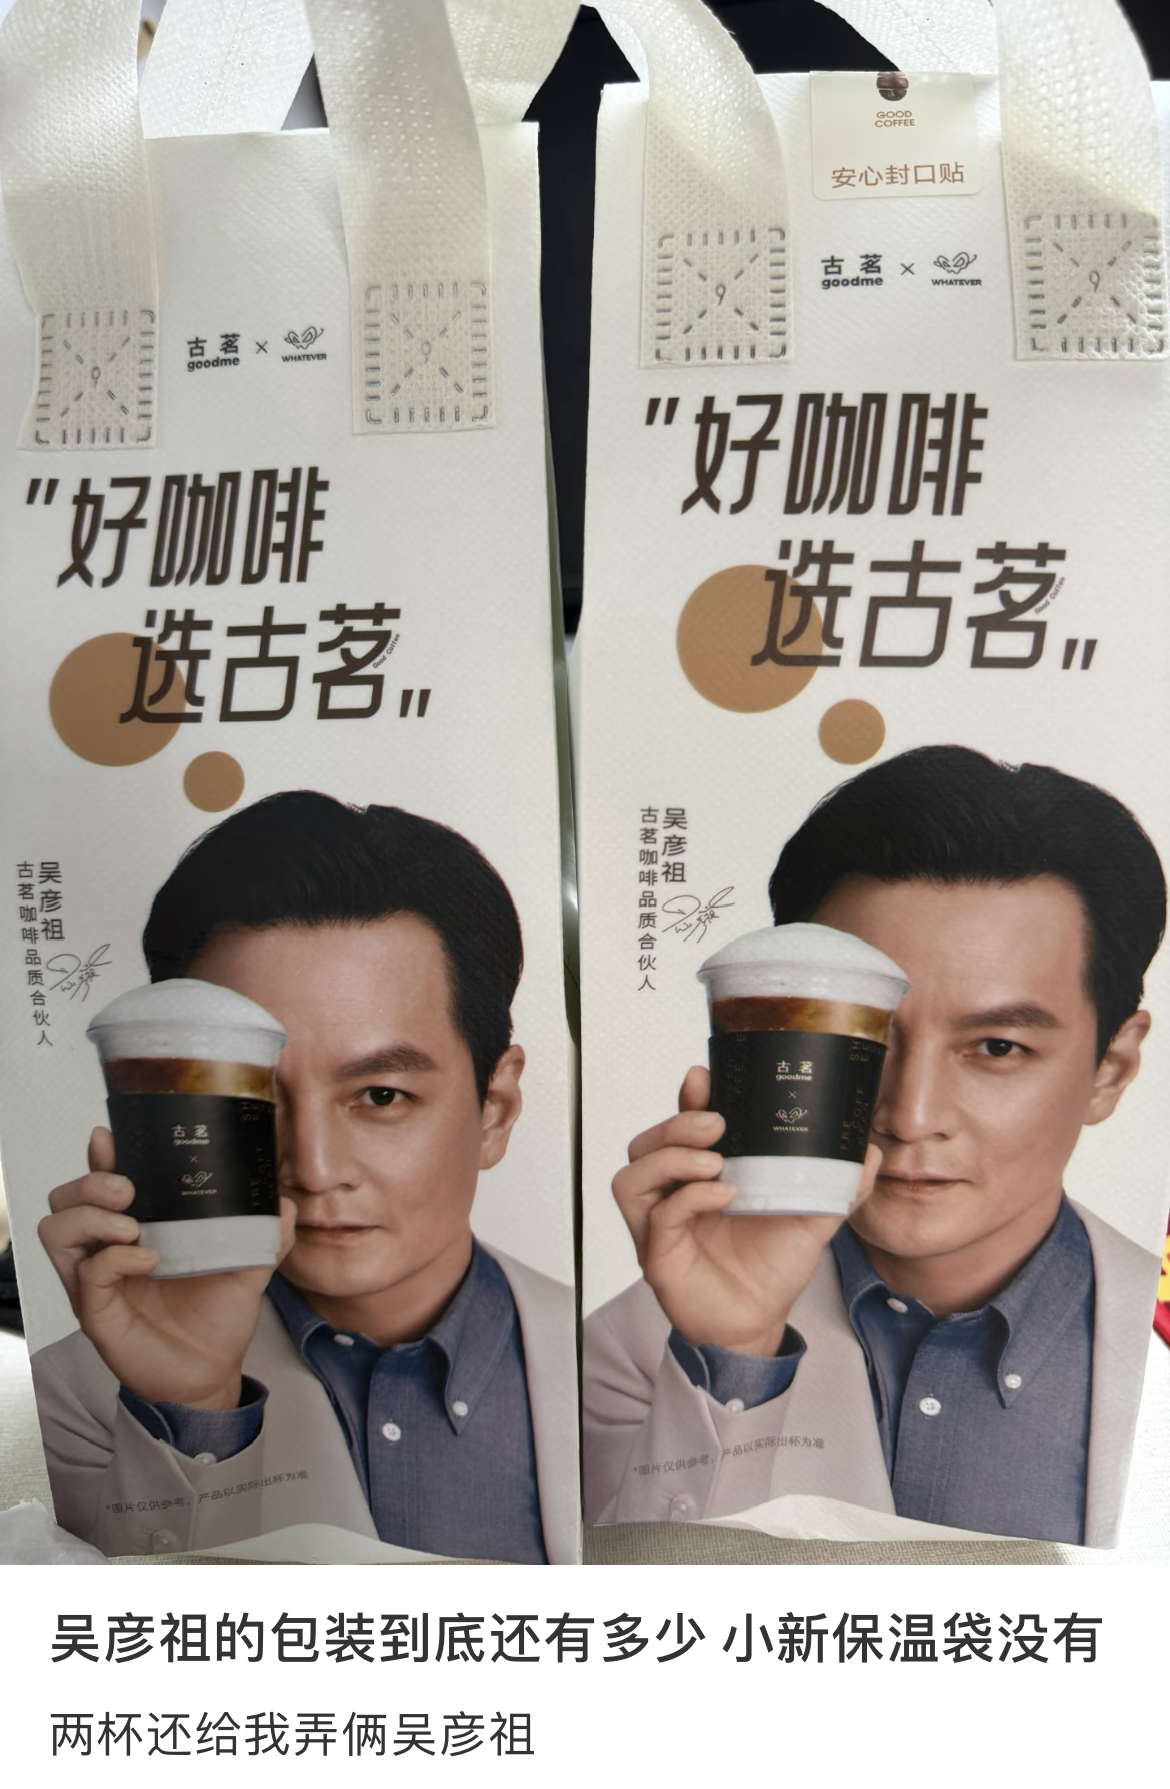 古茗 × 
goodme WHATEVER
"好咖啡
选古茗"
Good Coffee
吴彦祖
古茗咖啡品质合伙人
古茗
goodme
×
WHATEVER
*图片仅供参考，产品以实际出杯为准
GOOD
COFFEE
安心封口贴
古茗 × 
goodme WHATEVER
"好咖啡
选古茗"
Good Coffee
吴彦祖
古茗咖啡品质合伙人
古茗
goodme
×
WHATEVER
*图片仅供参考，产品以实际出杯为准
吴彦祖的包装到底还有多少 小新保温袋没有
两杯还给我弄俩吴彦祖